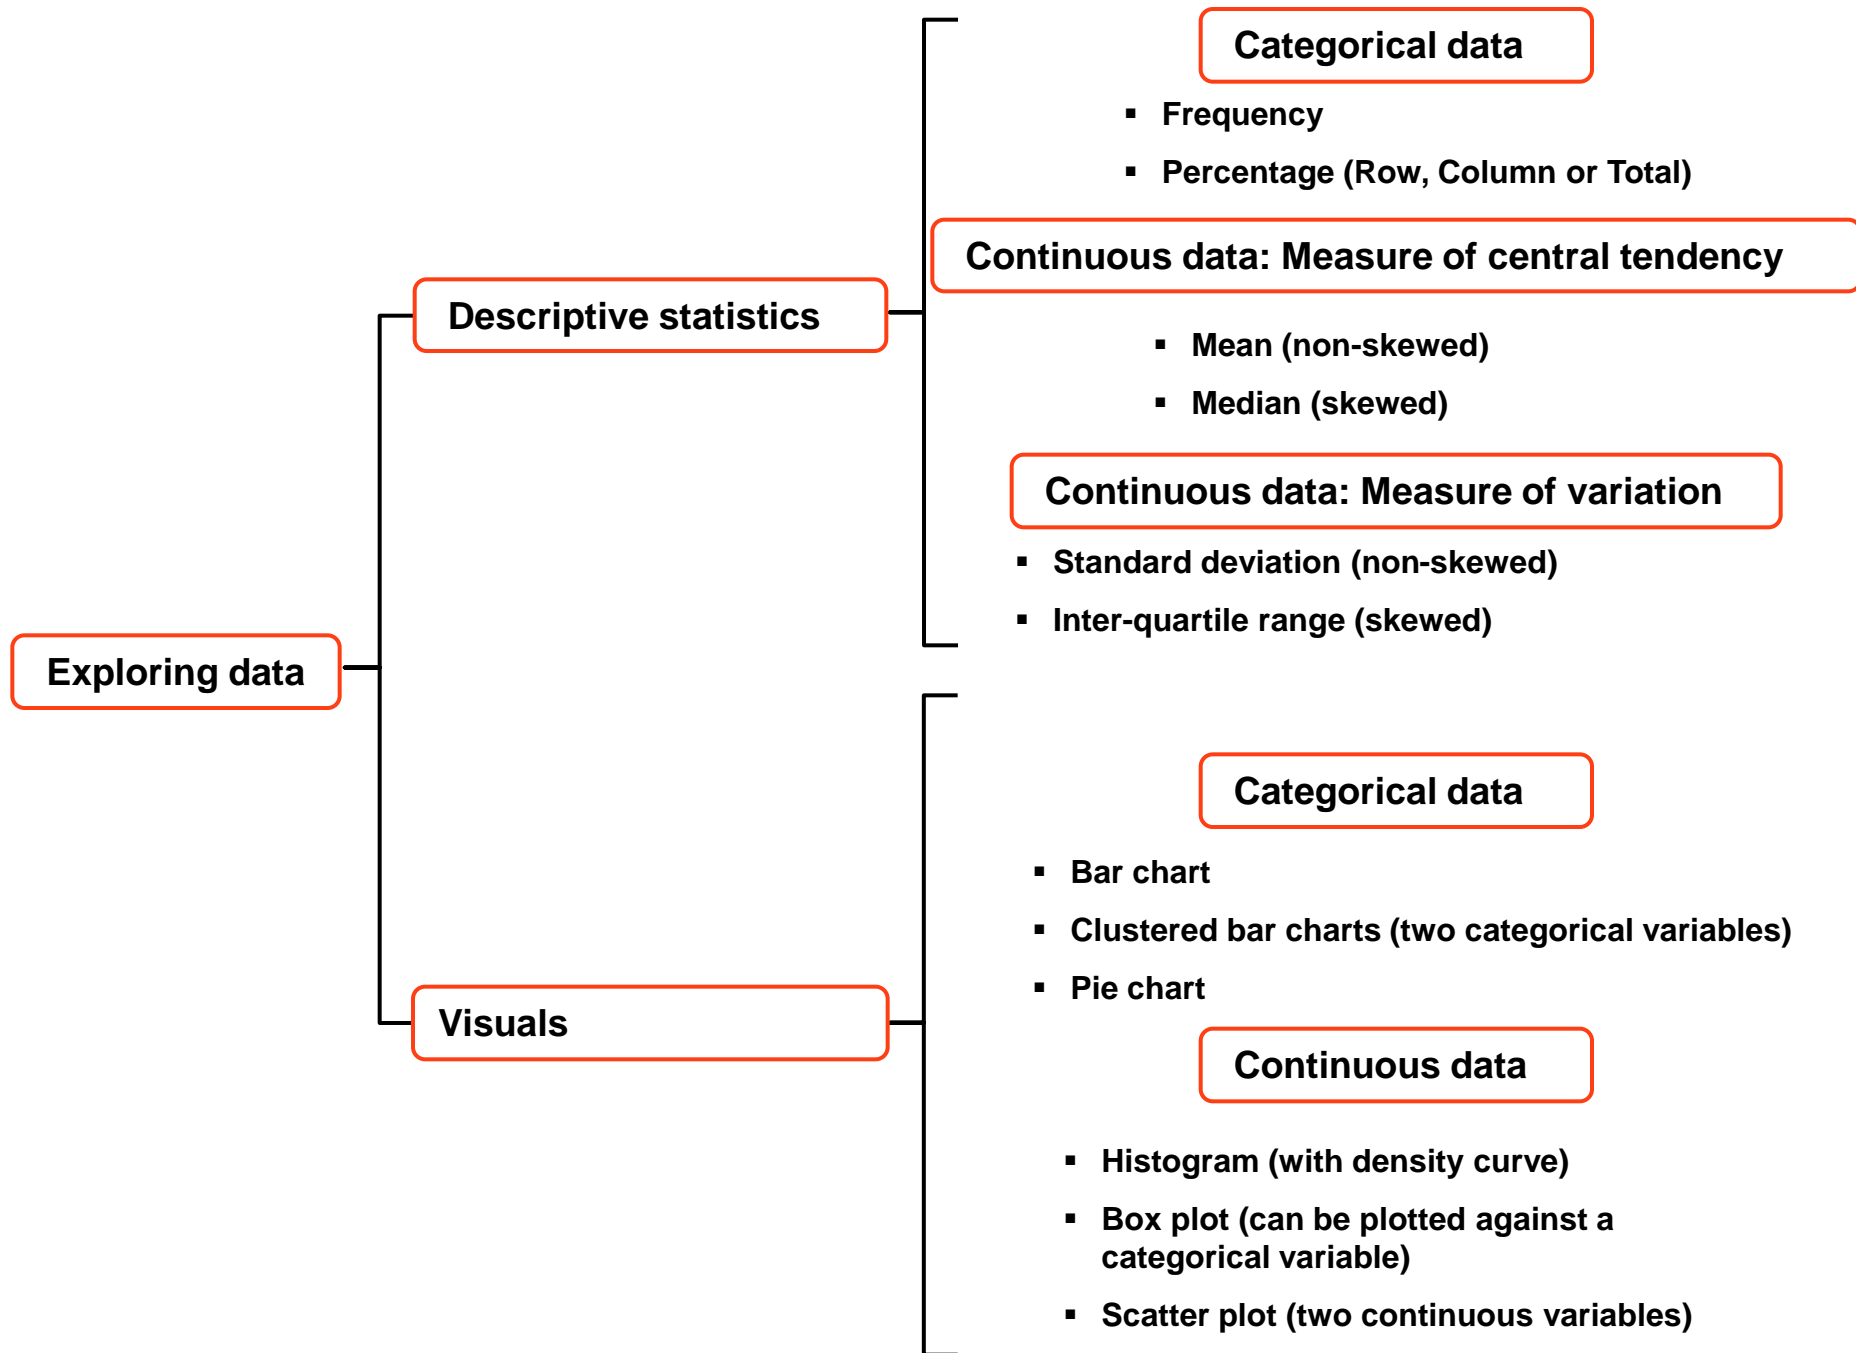 Exploring data
Descriptive statistics
Categorical data
▪ Frequency
▪ Percentage (Row, Column or Total)
Continuous data: Measure of central tendency
▪ Mean (non-skewed)
▪ Median (skewed)
Continuous data: Measure of variation
▪ Standard deviation (non-skewed)
▪ Inter-quartile range (skewed)
Visuals
Categorical data
▪ Bar chart
▪ Clustered bar charts (two categorical variables)
▪ Pie chart
Continuous data
▪ Histogram (with density curve)
▪ Box plot (can be plotted against a
categorical variable)
▪ Scatter plot (two continuous variables)